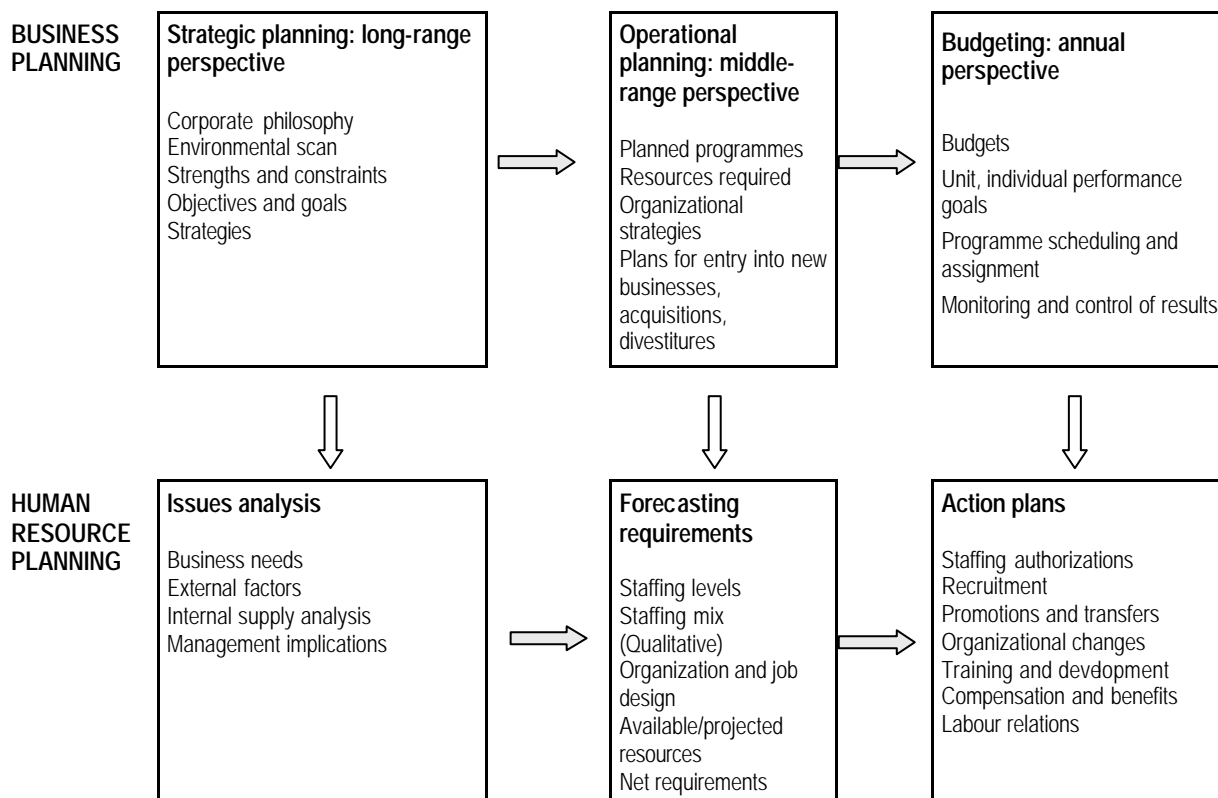 BUSINESS
PLANNING
Strategic planning: long-range
perspective
Corporate philosophy
Environmental scan
Strengths and constraints
Objectives and goals
Strategies
Operational
planning: middle-
range perspective
Planned programmes
Resources required
Organizational
strategies
Plans for entry into new
businesses,
acquisitions,
divestitures
Budgeting: annual
perspective
Budgets
Unit, individual performance
goals
Programme scheduling and
assignment
Monitoring and control of results
HUMAN
RESOURCE
PLANNING
Issues analysis
Business needs
External factors
Internal supply analysis
Management implications
Forecasting
requirements
Staffing levels
Staffing mix
(Qualitative)
Organization and job
design
Available/projected
resources
Net requirements
Action plans
Staffing authorizations
Recruitment
Promotions and transfers
Organizational changes
Training and development
Compensation and benefits
Labour relations